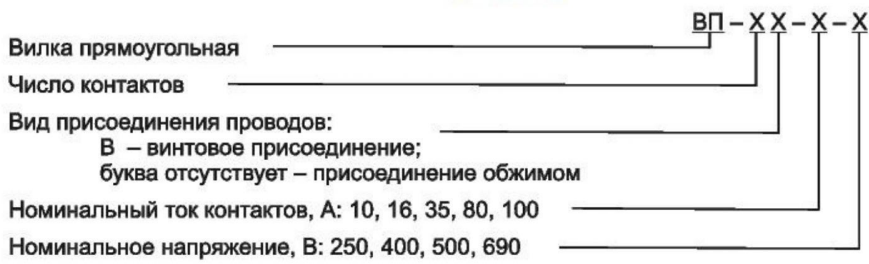 ВП – Х Х – Х – Х
Вилка прямоугольная
Число контактов
Вид присоединения проводов:
В – винтовое присоединение;
буква отсутствует – присоединение обжимом
Номинальный ток контактов, А: 10, 16, 35, 80, 100
Номинальное напряжение, В: 250, 400, 500, 690